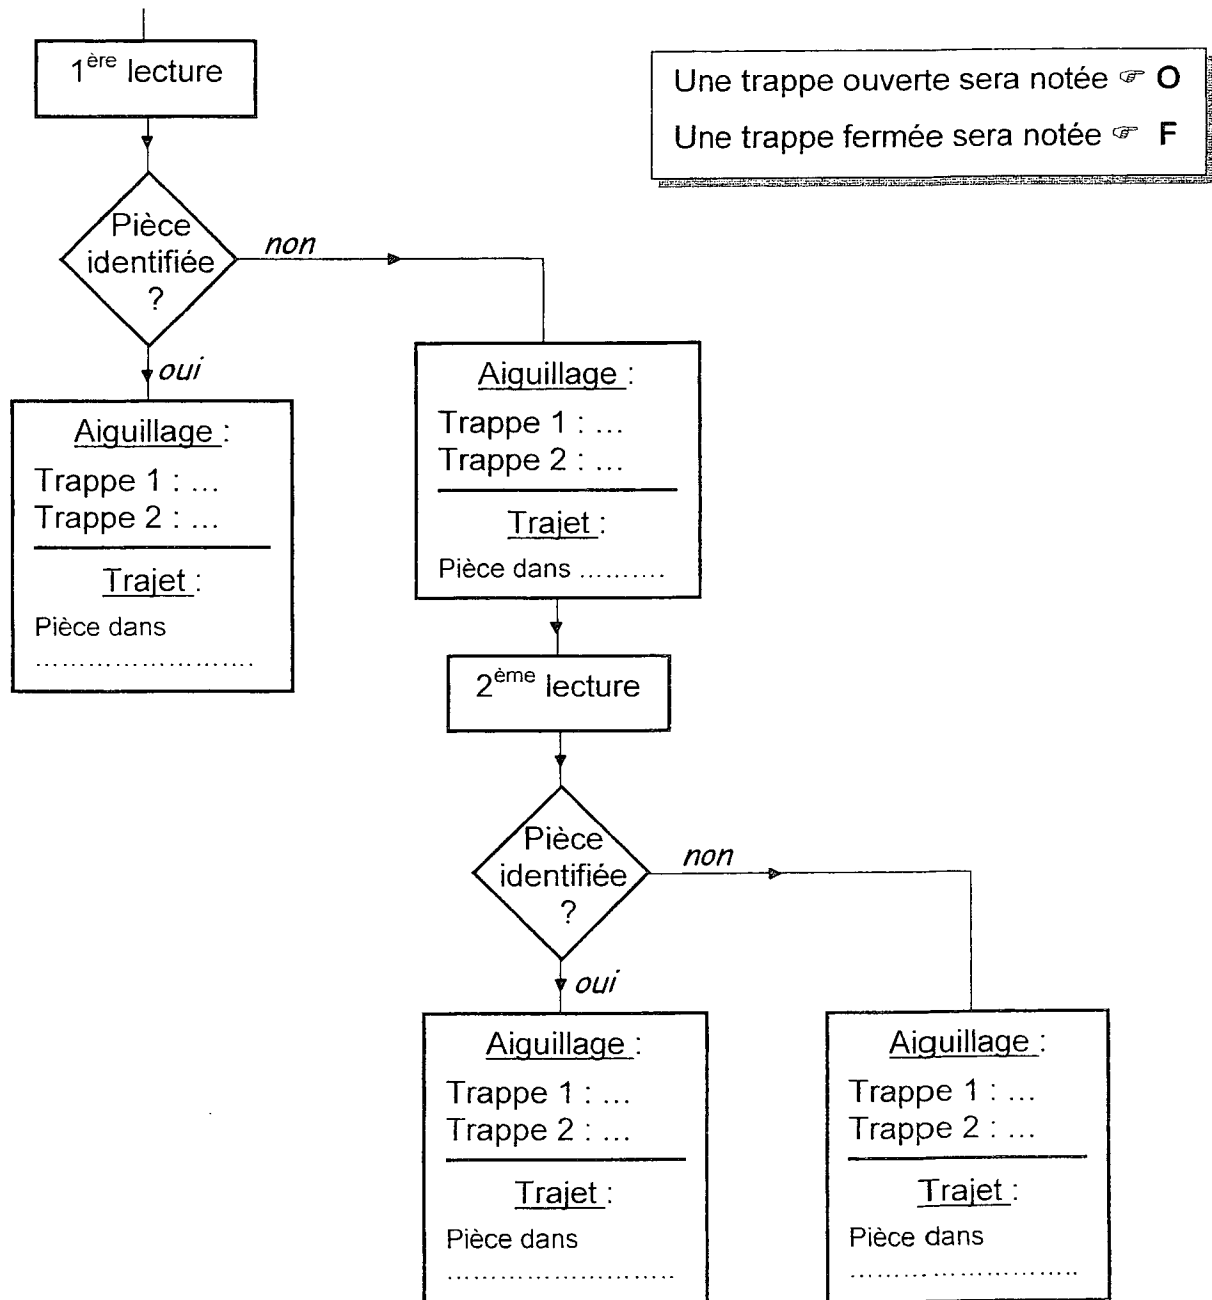 1ère lecture
Une trappe ouverte sera notée ☞ O
Une trappe fermée sera notée ☞ F
Pièce
identifiée
?
non
oui
Aiguillage :
Trappe 1 : ...
Trappe 2 : ...
Trajet :
Pièce dans
..........................
Aiguillage :
Trappe 1 : ...
Trappe 2 : ...
Trajet :
Pièce dans ..........
2ème lecture
Pièce
identifiée
?
non
oui
Aiguillage :
Trappe 1 : ...
Trappe 2 : ...
Trajet :
Pièce dans
..........................
Aiguillage :
Trappe 1 : ...
Trappe 2 : ...
Trajet :
Pièce dans
..........................